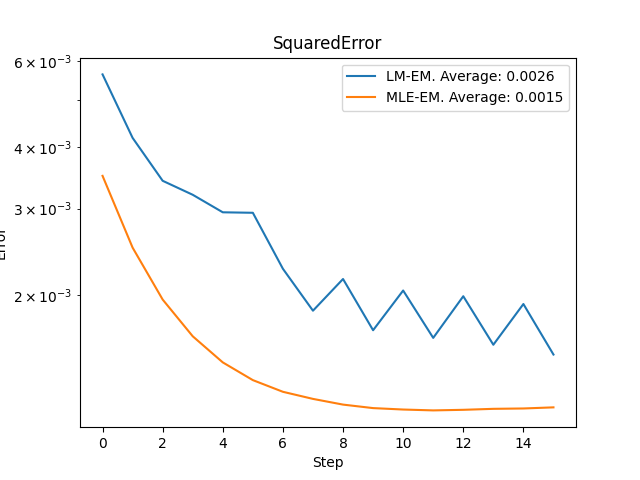 SquaredError
6 × 10⁻³
4 × 10⁻³
3 × 10⁻³
2 × 10⁻³
Error
LM-EM. Average: 0.0026
MLE-EM. Average: 0.0015
0 2 4 6 8 10 12 14
Step